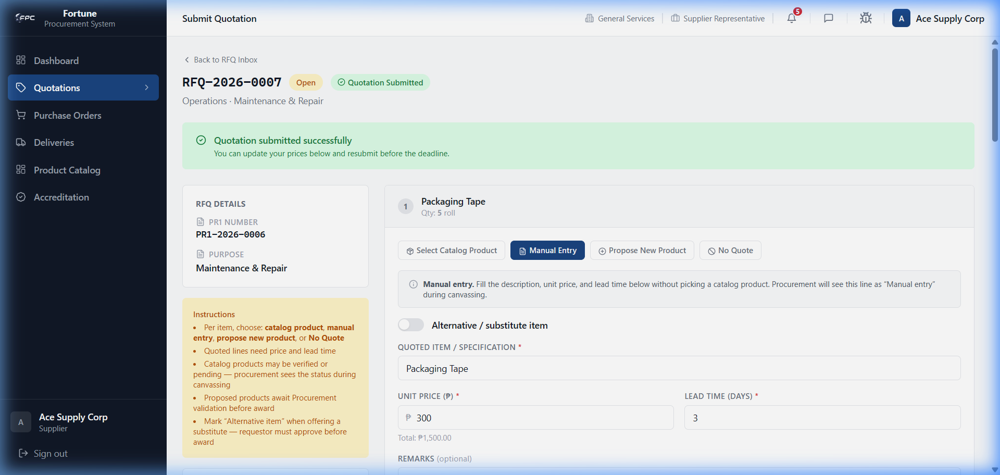 FPC
Fortune
Procurement System
Dashboard
Quotations
Purchase Orders
Deliveries
Product Catalog
Accreditation
A
Ace Supply Corp
Supplier
Sign out
Submit Quotation
General Services
Supplier Representative
5
A
Ace Supply Corp
Back to RFQ Inbox
RFQ-2026-0007
Open
Quotation Submitted
Operations · Maintenance & Repair
Quotation submitted successfully
You can update your prices below and resubmit before the deadline.
RFQ DETAILS
PR1 NUMBER
PR1-2026-0006
PURPOSE
Maintenance & Repair
Instructions
• Per item, choose: catalog product, manual
entry, propose new product, or No Quote
• Quoted lines need price and lead time
• Catalog products may be verified or
pending — procurement sees the status during
canvassing
• Proposed products await Procurement
validation before award
• Mark “Alternative item” when offering a
substitute — requestor must approve before
award
1
Packaging Tape
Qty: 5 roll
Select Catalog Product
Manual Entry
Propose New Product
No Quote
Manual entry. Fill the description, unit price, and lead time below without picking a catalog product. Procurement will see this line as “Manual entry”
during canvassing.
Alternative / substitute item
QUOTED ITEM / SPECIFICATION *
Packaging Tape
UNIT PRICE (₱) *
₱ 300
Total: ₱1,500.00
LEAD TIME (DAYS) *
3
REMARKS (optional)